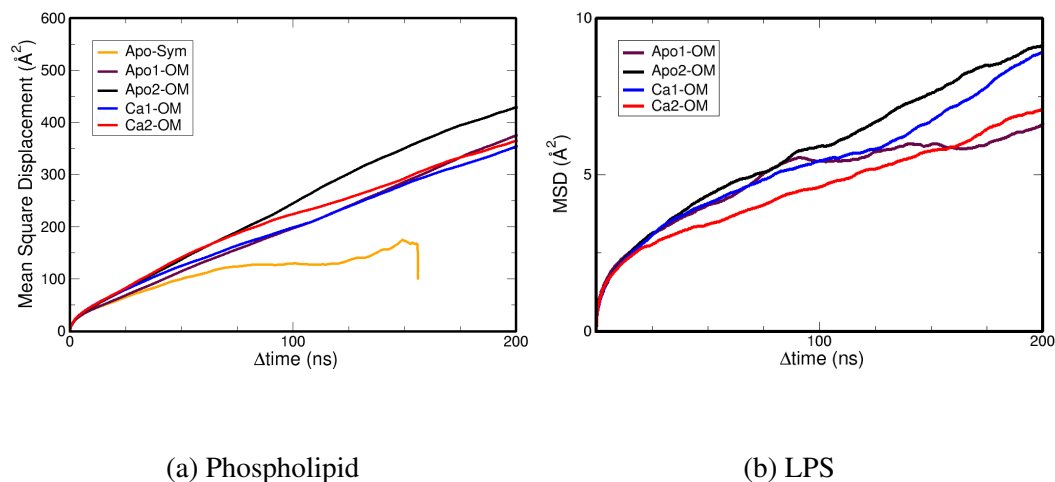 600
500
400
300
200
100
0
Mean Square Displacement (Å²)
Apo-Sym
Apo1-OM
Apo2-OM
Ca1-OM
Ca2-OM
0
100
200
Δtime (ns)
10
5
0
MSD (Å²)
Apo1-OM
Apo2-OM
Ca1-OM
Ca2-OM
100
200
Δtime (ns)
(a) Phospholipid
(b) LPS